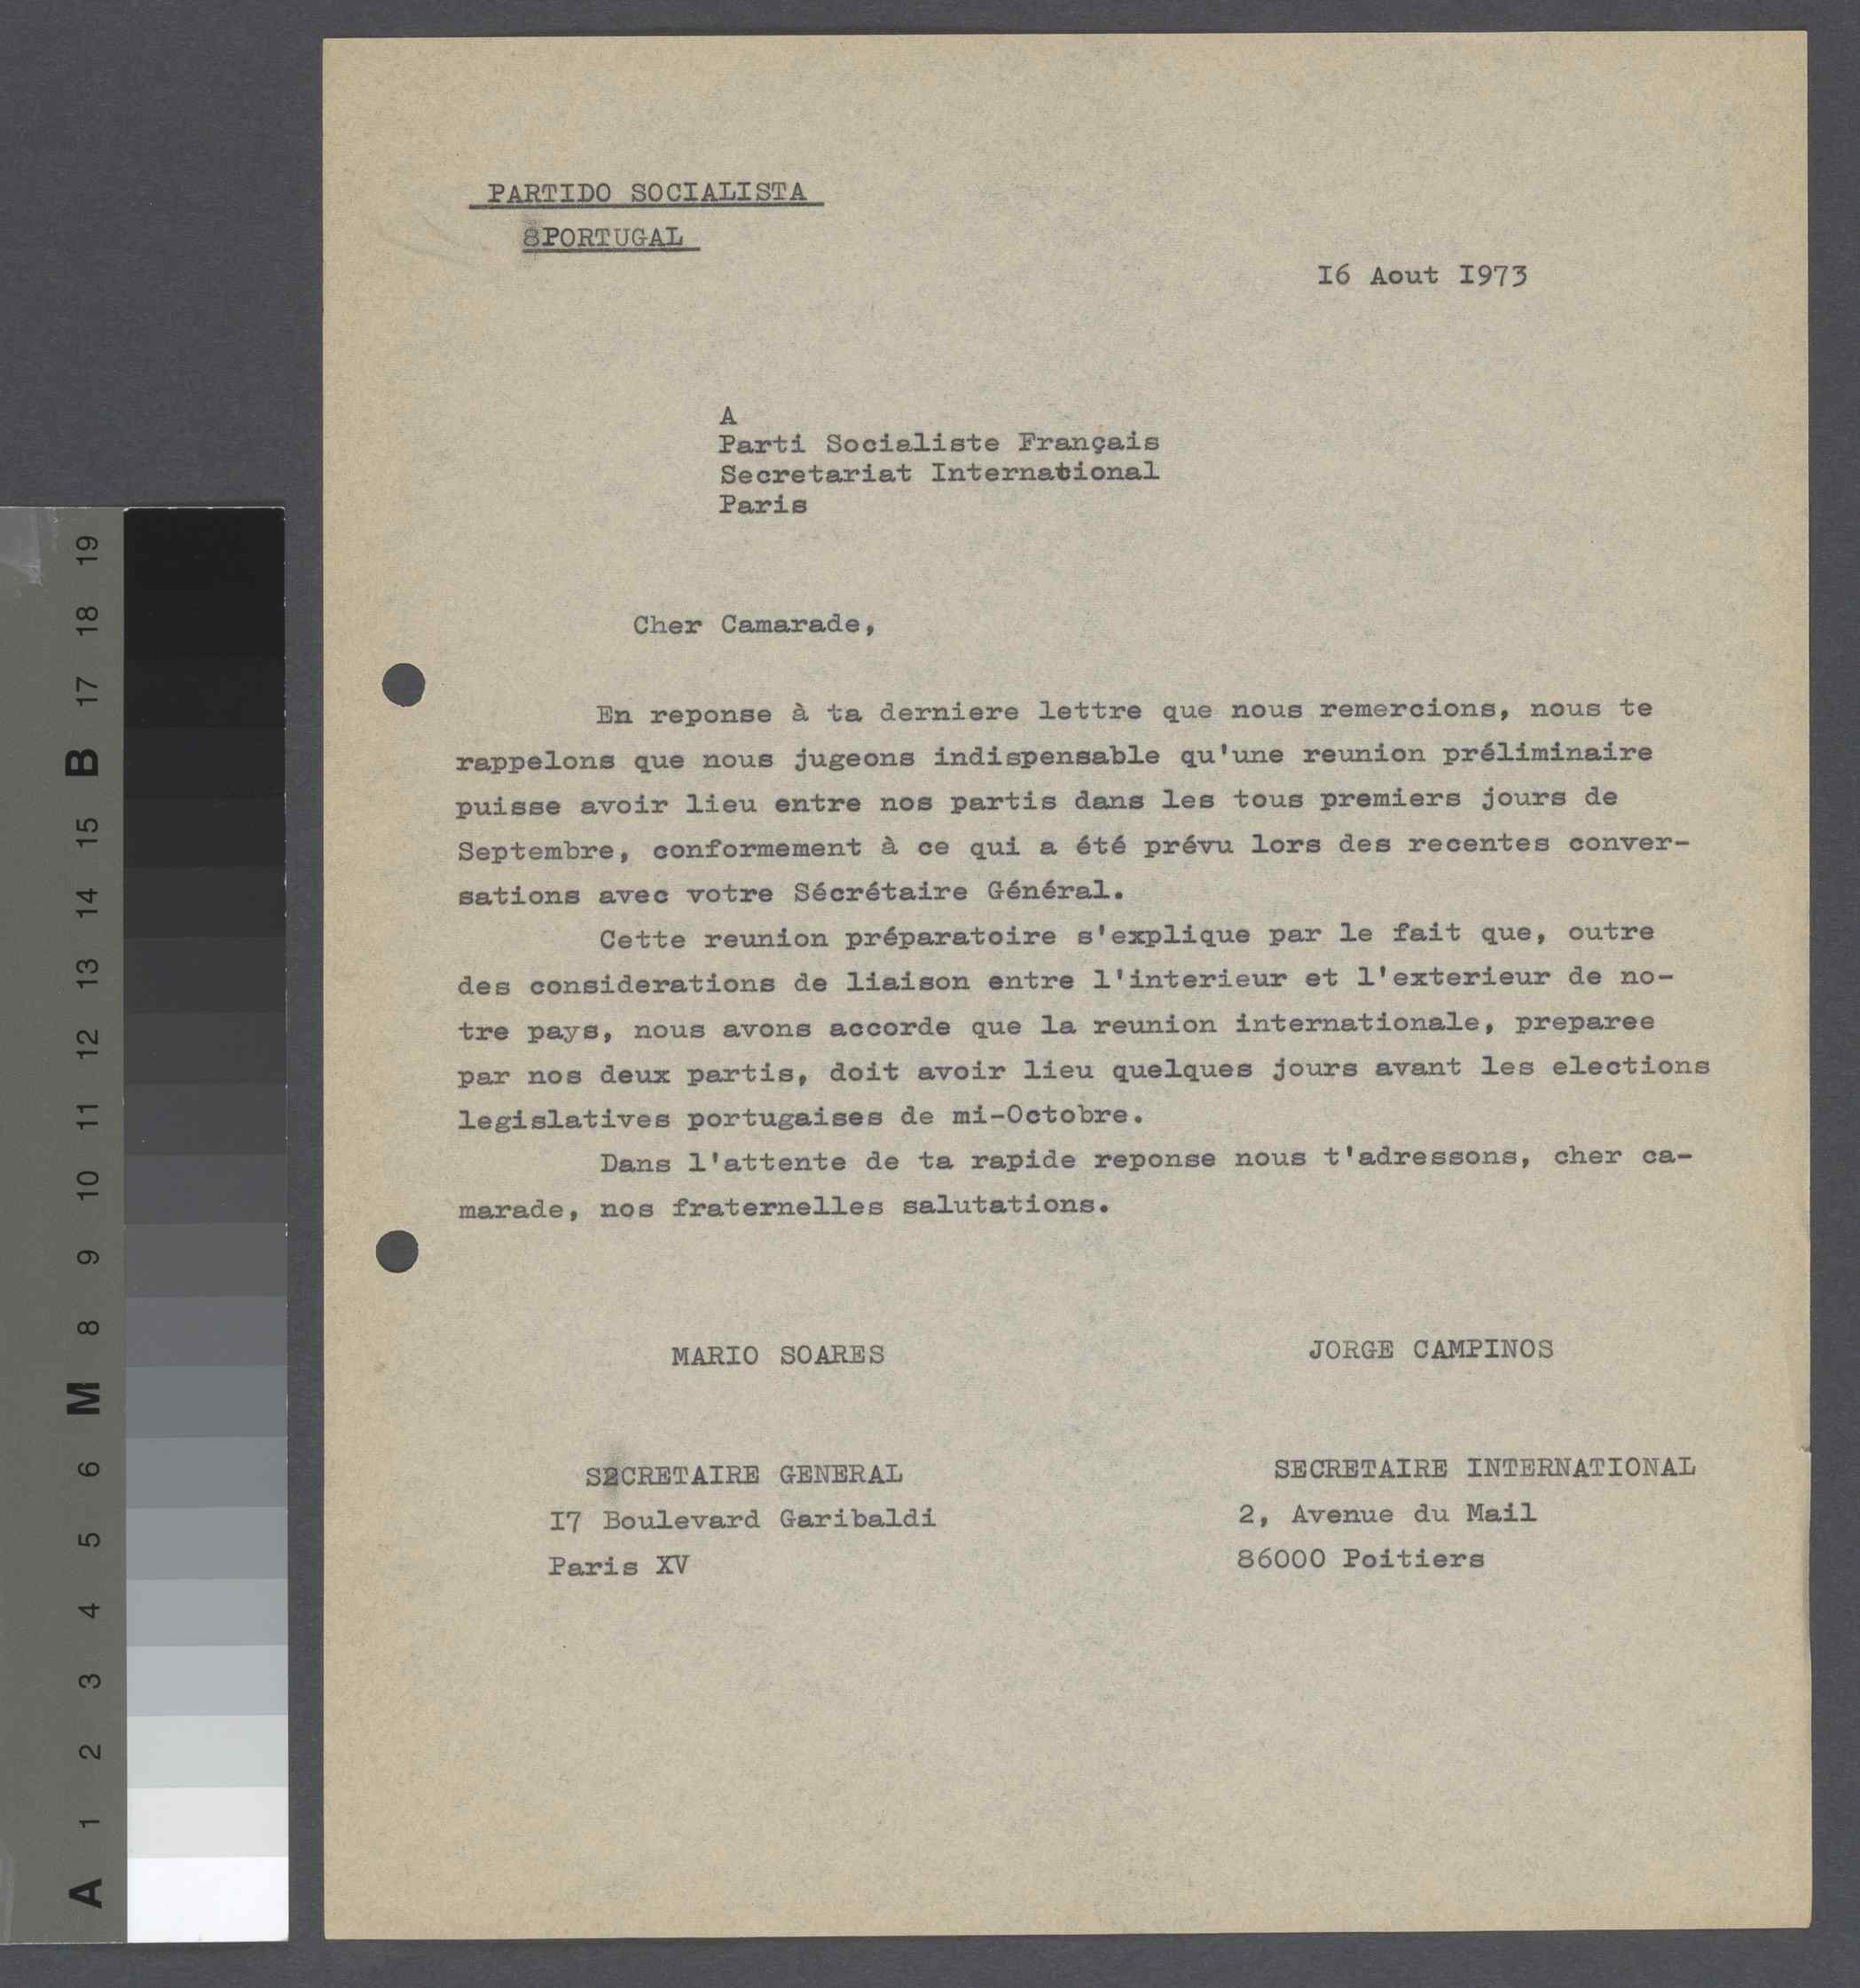 PARTIDO SOCIALISTA
PORTUGAL
I6 Aout I973
A
Parti Socialiste Français
Secretariat International
Paris
Cher Camarade,
En reponse à ta derniere lettre que nous remercions, nous te
rappelons que nous jugeons indispensable qu'une reunion préliminaire
puisse avoir lieu entre nos partis dans les tous premiers jours de
Septembre, conformement à ce qui a été prévu lors des recentes conver-
sations avec votre Sécrétaire Général.
Cette reunion préparatoire s'explique par le fait que, outre
des considerations de liaison entre l'interieur et l'exterieur de no-
tre pays, nous avons accorde que la reunion internationale, preparee
par nos deux partis, doit avoir lieu quelques jours avant les elections
legislatives portugaises de mi-Octobre.
Dans l'attente de ta rapide reponse nous t'adressons, cher ca-
marade, nos fraternelles salutations.
MARIO SOARES
JORGE CAMPINOS
SECRETAIRE GENERAL
I7 Boulevard Garibaldi
Paris XV
SECRETAIRE INTERNATIONAL
2, Avenue du Mail
86000 Poitiers
A 1 2 3 4 5 6 M 8 9 10 11 12 13 14 15 B 17 18 19